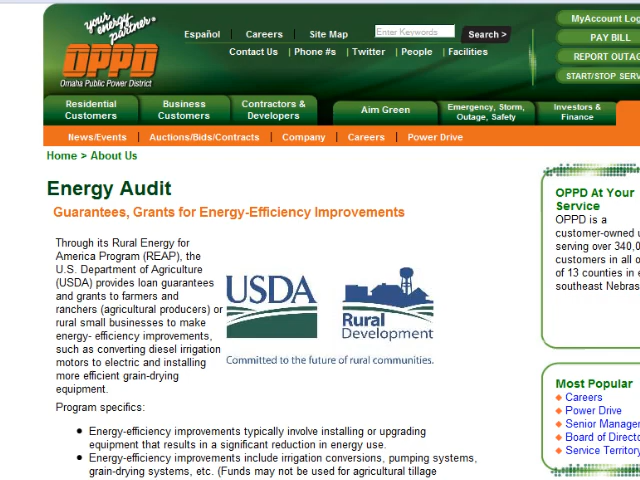 your energy partner®
OPPD
Omaha Public Power District
Español Careers Site Map Enter Keywords Search >
Contact Us | Phone #s | Twitter | People | Facilities
MyAccount Log
PAY BILL
REPORT OUTAG
START/STOP SERV
Residential Customers
Business Customers
Contractors & Developers
Aim Green
Emergency, Storm, Outage, Safety
Investors & Finance
News/Events | Auctions/Bids/Contracts | Company | Careers | Power Drive
Home > About Us
Energy Audit
Guarantees, Grants for Energy-Efficiency Improvements
Through its Rural Energy for
America Program (REAP), the
U.S. Department of Agriculture
(USDA) provides loan guarantees
and grants to farmers and
ranchers (agricultural producers) or
rural small businesses to make
energy- efficiency improvements,
such as converting diesel irrigation
motors to electric and installing
more efficient grain-drying
equipment.
USDA
Rural
Development
Committed to the future of rural communities.
Program specifics:
Energy-efficiency improvements typically involve installing or upgrading
equipment that results in a significant reduction in energy use.
Energy-efficiency improvements include irrigation conversions, pumping systems,
grain-drying systems, etc. (Funds may not be used for agricultural tillage
OPPD At Your
Service
OPPD is a
customer-owned u
serving over 340,0
customers in all o
of 13 counties in e
southeast Nebras
Most Popular
Careers
Power Drive
Senior Manager
Board of Directo
Service Territory